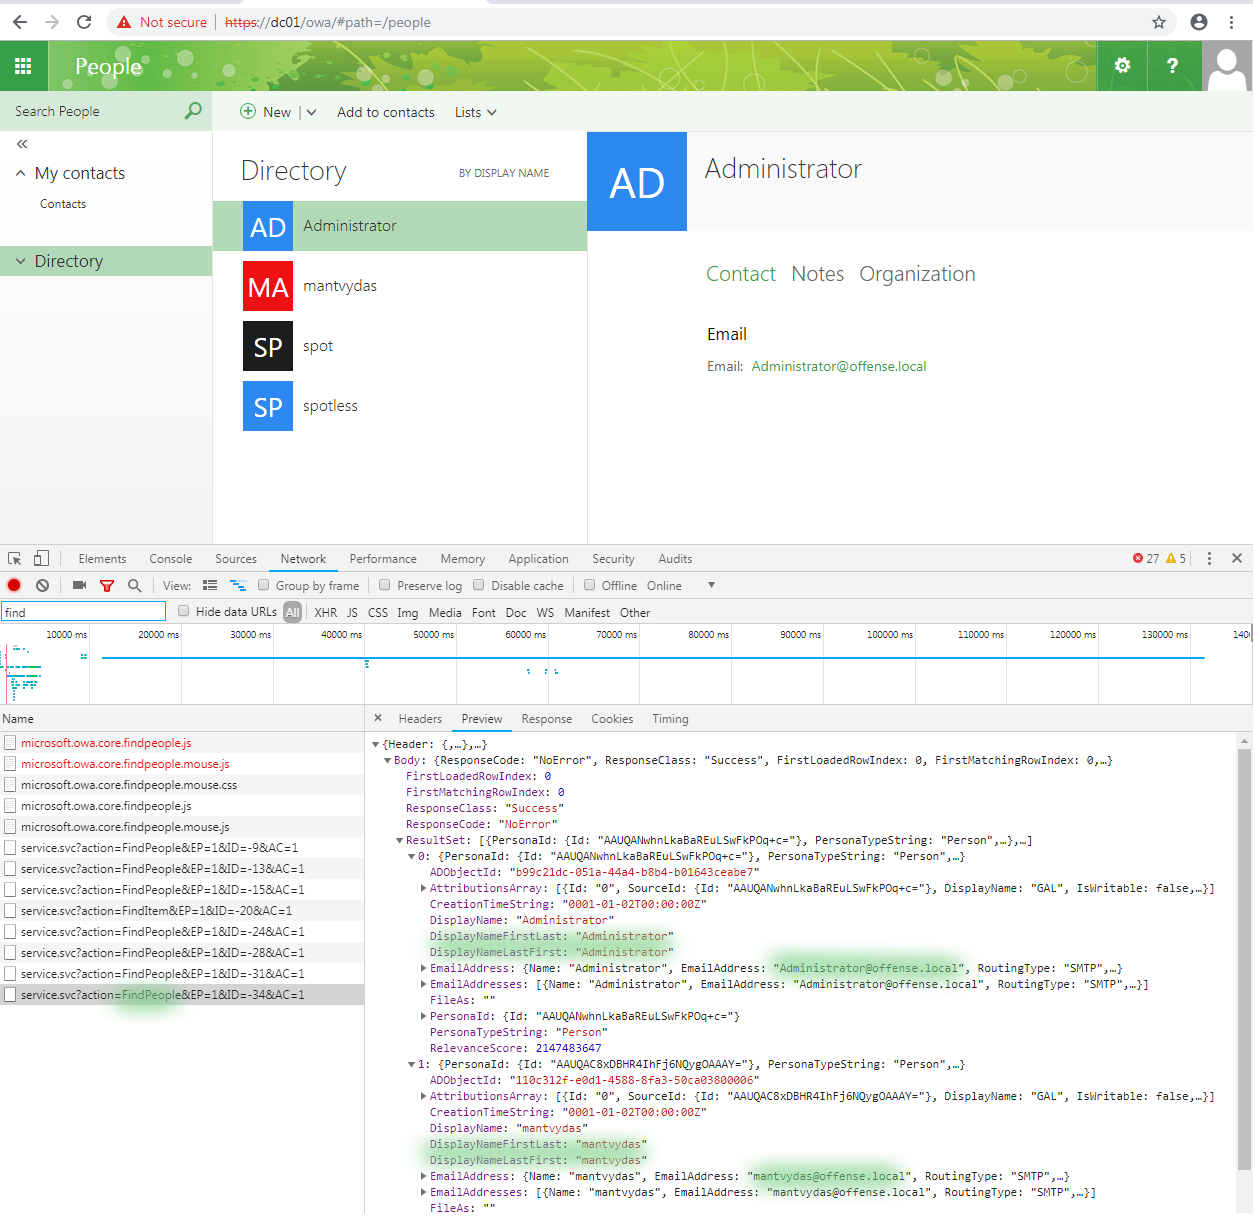 Not secure | https://dc01/owa/#path=/people
People
?
Search People
New
Add to contacts
Lists
My contacts
Contacts
Directory
Directory
BY DISPLAY NAME
AD
Administrator
MA
mantvydas
SP
spot
SP
spotless
AD
Administrator
Contact
Notes
Organization
Email
Email: Administrator@offense.local
Elements Console Sources Network Performance Memory Application Security Audits 27 5
View: Group by frame Preserve log Disable cache Offline Online
find Hide data URLs All XHR JS CSS Img Media Font Doc WS Manifest Other
10000 ms 20000 ms 30000 ms 40000 ms 50000 ms 60000 ms 70000 ms 80000 ms 90000 ms 100000 ms 110000 ms 120000 ms 130000 ms 140
Name
microsoft.owa.core.findpeople.js
microsoft.owa.core.findpeople.mouse.js
microsoft.owa.core.findpeople.mouse.css
microsoft.owa.core.findpeople.js
microsoft.owa.core.findpeople.mouse.js
service.svc?action=FindPeople&EP=1&ID=-9&AC=1
service.svc?action=FindPeople&EP=1&ID=-13&AC=1
service.svc?action=FindPeople&EP=1&ID=-15&AC=1
service.svc?action=FindItem&EP=1&ID=-20&AC=1
service.svc?action=FindPeople&EP=1&ID=-24&AC=1
service.svc?action=FindPeople&EP=1&ID=-28&AC=1
service.svc?action=FindPeople&EP=1&ID=-31&AC=1
service.svc?action=FindPeople&EP=1&ID=-34&AC=1
Headers Preview Response Cookies Timing
{Header: {,…},…}
Body: {ResponseCode: "NoError", ResponseClass: "Success", FirstLoadedRowIndex: 0, FirstMatchingRowIndex: 0,…}
FirstLoadedRowIndex: 0
FirstMatchingRowIndex: 0
ResponseClass: "Success"
ResponseCode: "NoError"
ResultSet: [{PersonaId: {Id: "AAUQANwhnLkaBaREuLSwFkPOq+c="}, PersonaTypeString: "Person",…},…]
0: {PersonaId: {Id: "AAUQANwhnLkaBaREuLSwFkPOq+c="}, PersonaTypeString: "Person",…}
ADObjectId: "b99c21dc-051a-44a4-b8b4-b01643ceabe7"
AttributionsArray: [{Id: "0", SourceId: {Id: "AAUQANwhnLkaBaREuLSwFkPOq+c="}, DisplayName: "GAL", IsWritable: false,…}]
CreationTimeString: "0001-01-02T00:00:00Z"
DisplayName: "Administrator"
DisplayNameFirstLast: "Administrator"
DisplayNameLastFirst: "Administrator"
EmailAddress: {Name: "Administrator", EmailAddress: "Administrator@offense.local", RoutingType: "SMTP",…}
EmailAddresses: [{Name: "Administrator", EmailAddress: "Administrator@offense.local", RoutingType: "SMTP",…}]
FileAs: ""
PersonaId: {Id: "AAUQANwhnLkaBaREuLSwFkPOq+c="}
PersonaTypeString: "Person"
RelevanceScore: 2147483647
1: {PersonaId: {Id: "AAUQAC8xDBHR4IhFj6NQygOAAAY="}, PersonaTypeString: "Person",…}
ADObjectId: "110c312f-e0d1-4588-8fa3-50ca03800006"
AttributionsArray: [{Id: "0", SourceId: {Id: "AAUQAC8xDBHR4IhFj6NQygOAAAY="}, DisplayName: "GAL", IsWritable: false,…}]
CreationTimeString: "0001-01-02T00:00:00Z"
DisplayName: "mantvydas"
DisplayNameFirstLast: "mantvydas"
DisplayNameLastFirst: "mantvydas"
EmailAddress: {Name: "mantvydas", EmailAddress: "mantvydas@offense.local", RoutingType: "SMTP",…}
EmailAddresses: [{Name: "mantvydas", EmailAddress: "mantvydas@offense.local", RoutingType: "SMTP",…}]
FileAs: ""